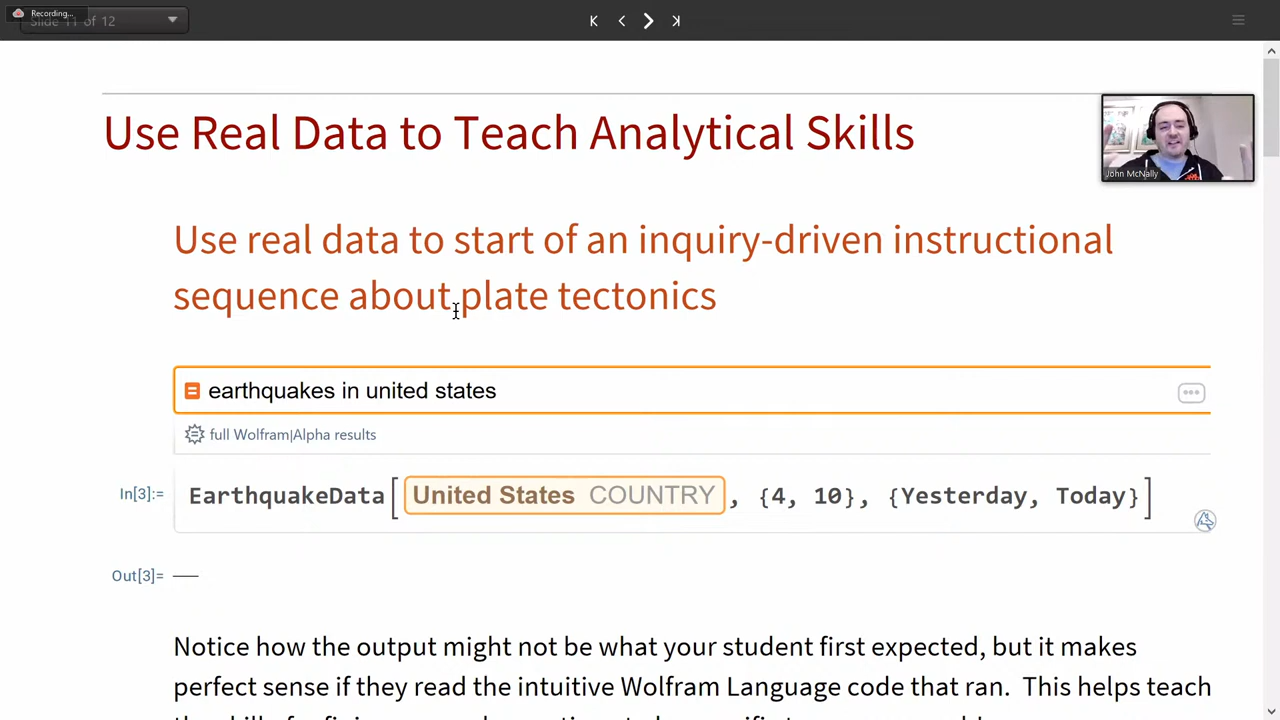 Recording...
Slide 11 of 12
Use Real Data to Teach Analytical Skills
John McNally
Use real data to start of an inquiry-driven instructional
sequence about plate tectonics
earthquakes in united states
full Wolfram|Alpha results
In[3]:= EarthquakeData[United States COUNTRY, {4, 10}, {Yesterday, Today}]
Out[3]= —
Notice how the output might not be what your student first expected, but it makes
perfect sense if they read the intuitive Wolfram Language code that ran. This helps teach